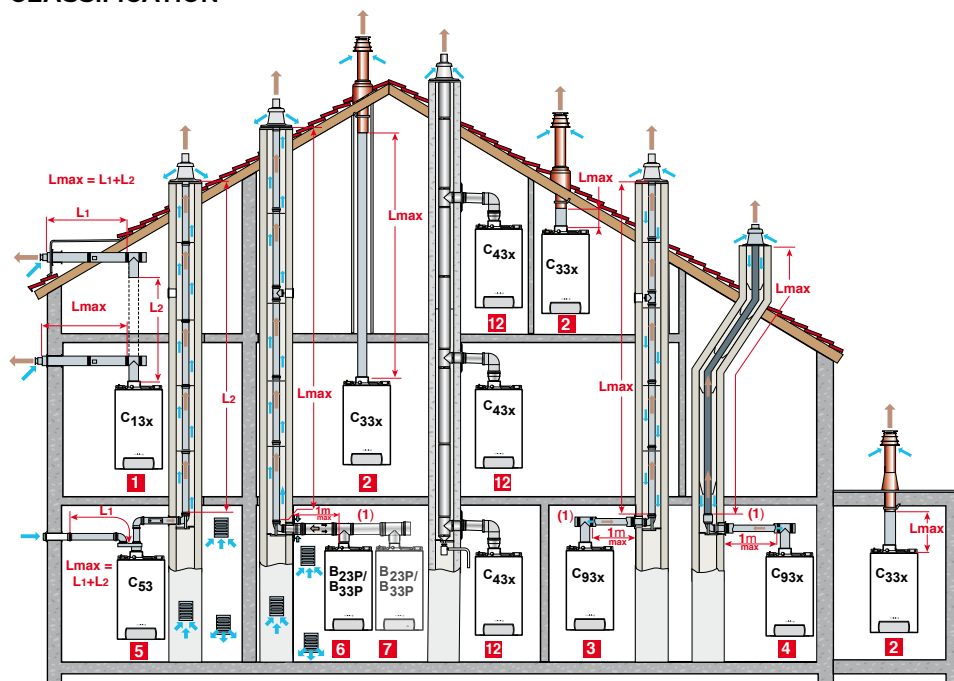 CLASSIFICATION
Lmax = L1+L2
L1
Lmax
L2
C13x
1
L2
Lmax
Lmax
C33x
2
C43x
12
Lmax
C33x
2
C43x
12
Lmax
Lmax
L1
Lmax =
L1+L2
C53
5
1m
max
(1)
B23P/
B33P
6
B23P/
B33P
7
C43x
12
(1)
1m
max
C93x
3
(1)
1m
max
C93x
4
Lmax
C33x
2